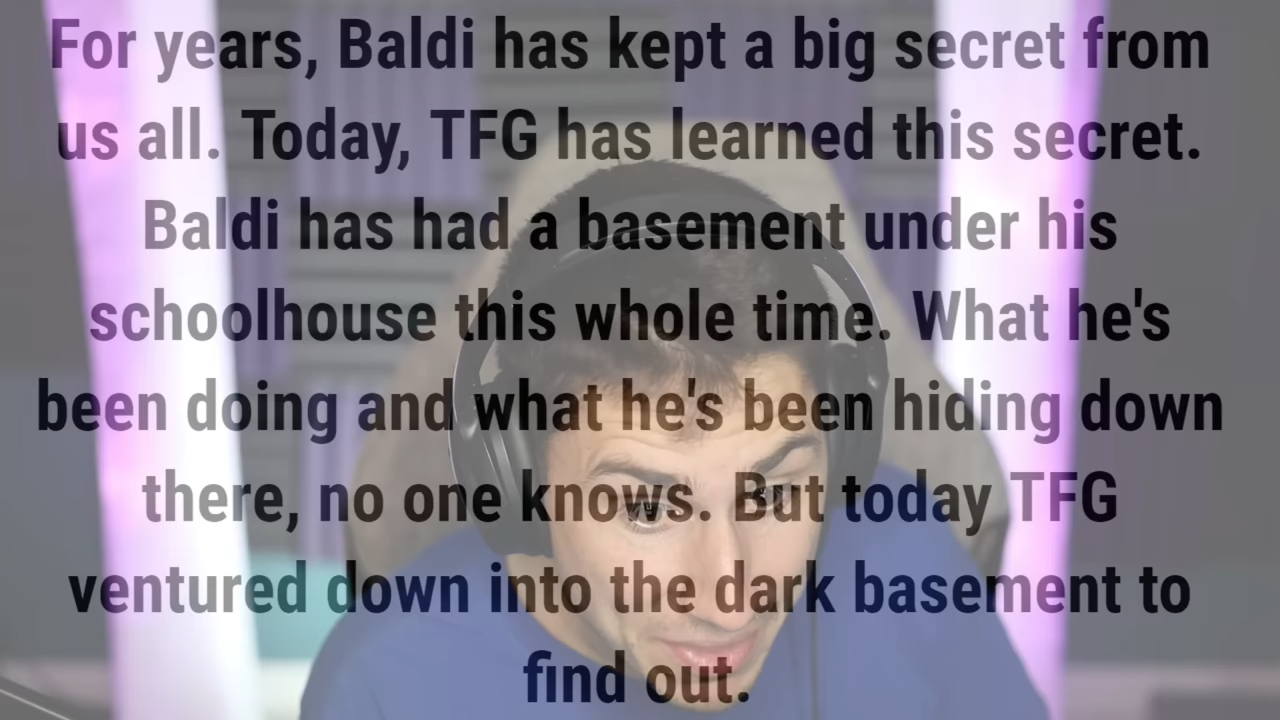 For years, Baldi has kept a big secret from
us all. Today, TFG has learned this secret.
Baldi has had a basement under his
schoolhouse this whole time. What he's
been doing and what he's been hiding down
there, no one knows. But today TFG
ventured down into the dark basement to
find out.